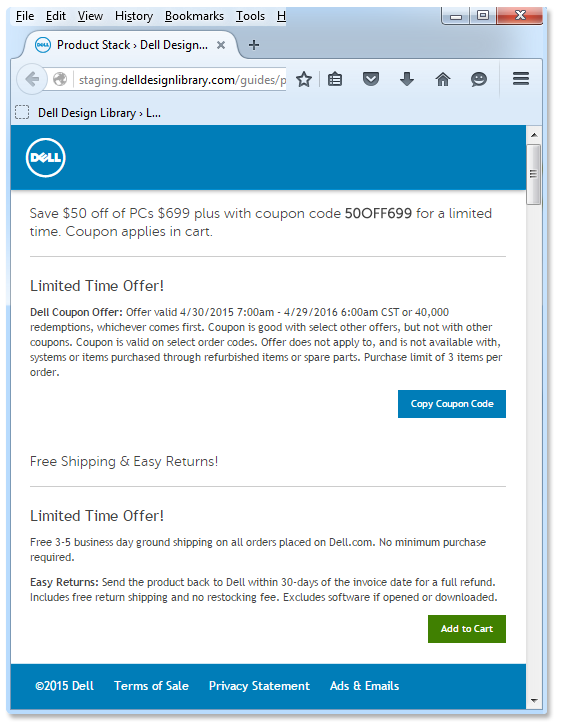 File Edit View History Bookmarks Tools H
DELL Product Stack › Dell Design...
staging.delldesignlibrary.com/guides/p
Dell Design Library › L...
DELL
Save $50 off of PCs $699 plus with coupon code 50OFF699 for a limited
time. Coupon applies in cart.
Limited Time Offer!
Dell Coupon Offer: Offer valid 4/30/2015 7:00am - 4/29/2016 6:00am CST or 40,000
redemptions, whichever comes first. Coupon is good with select other offers, but not with other
coupons. Coupon is valid on select order codes. Offer does not apply to, and is not available with,
systems or items purchased through refurbished items or spare parts. Purchase limit of 3 items per
order.
Copy Coupon Code
Free Shipping & Easy Returns!
Limited Time Offer!
Free 3-5 business day ground shipping on all orders placed on Dell.com. No minimum purchase
required.
Easy Returns: Send the product back to Dell within 30-days of the invoice date for a full refund.
Includes free return shipping and no restocking fee. Excludes software if opened or downloaded.
Add to Cart
©2015 Dell Terms of Sale Privacy Statement Ads & Emails